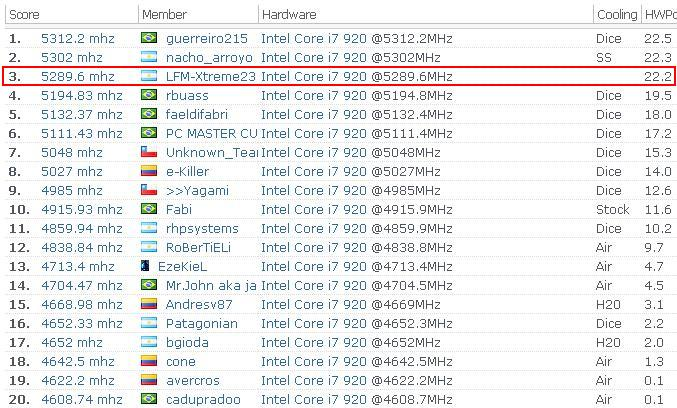 Score Member Hardware Cooling HWPo
1. 5312.2 mhz guerreiro215 Intel Core i7 920 @5312.2MHz Dice 22.5
2. 5302 mhz nacho_arroyo Intel Core i7 920 @5302MHz SS 22.3
3. 5289.6 mhz LFM-Xtreme23 Intel Core i7 920 @5289.6MHz 22.2
4. 5194.83 mhz rbuass Intel Core i7 920 @5194.8MHz Dice 19.5
5. 5132.37 mhz faeldifabri Intel Core i7 920 @5132.4MHz Dice 18.0
6. 5111.43 mhz PC MASTER CU Intel Core i7 920 @5111.4MHz Dice 17.2
7. 5048 mhz Unknown_Tea Intel Core i7 920 @5048MHz Dice 15.3
8. 5027 mhz e-Killer Intel Core i7 920 @5027MHz Dice 14.0
9. 4985 mhz >>Yagami Intel Core i7 920 @4985MHz Dice 12.6
10. 4915.93 mhz Fabi Intel Core i7 920 @4915.9MHz Stock 11.6
11. 4859.94 mhz rhpsystems Intel Core i7 920 @4859.9MHz Dice 10.2
12. 4838.84 mhz RoBerTiELi Intel Core i7 920 @4838.8MHz Air 9.7
13. 4713.4 mhz EzeKieL Intel Core i7 920 @4713.4MHz Air 4.7
14. 4704.47 mhz Mr.John aka ja Intel Core i7 920 @4704.5MHz Air 4.5
15. 4668.98 mhz Andresv87 Intel Core i7 920 @4669MHz H20 3.1
16. 4652.33 mhz Patagonian Intel Core i7 920 @4652.3MHz Dice 2.2
17. 4652 mhz bgioda Intel Core i7 920 @4652MHz H20 2.0
18. 4642.5 mhz cone Intel Core i7 920 @4642.5MHz Air 1.3
19. 4622.2 mhz avercros Intel Core i7 920 @4622.2MHz Air 0.1
20. 4608.74 mhz cadupradoo Intel Core i7 920 @4608.7MHz Air 0.1